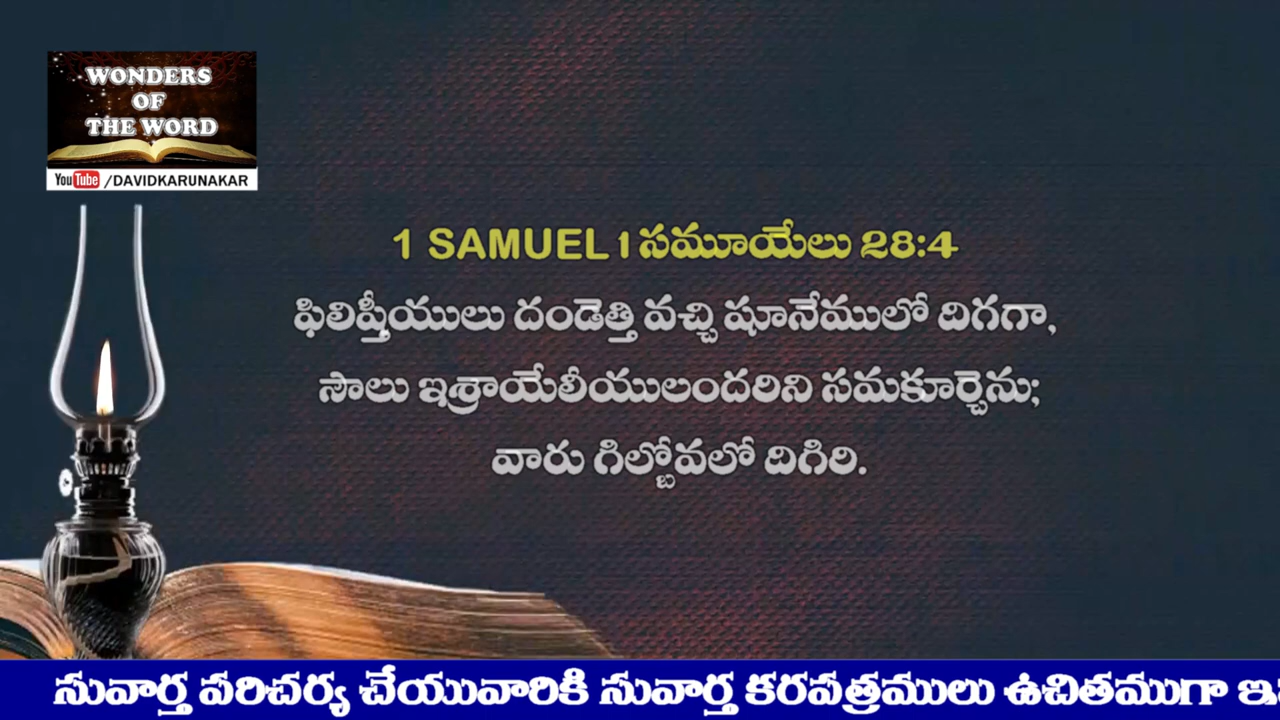 WONDERS
OF
THE WORD
YouTube /DAVIDKARUNAKAR
1 SAMUEL 1 సమూయేలు 28:4
ఫిలిష్తీయులు దండెత్తి వచ్చి షూనేములో దిగగా,
సౌలు ఇశ్రాయేలీయులందరిని సమకూర్చెను;
వారు గిల్బోవలో దిగిరి.
సువార్త పరిచర్య చేయువారికి సువార్త కరపత్రములు ఉచితముగా